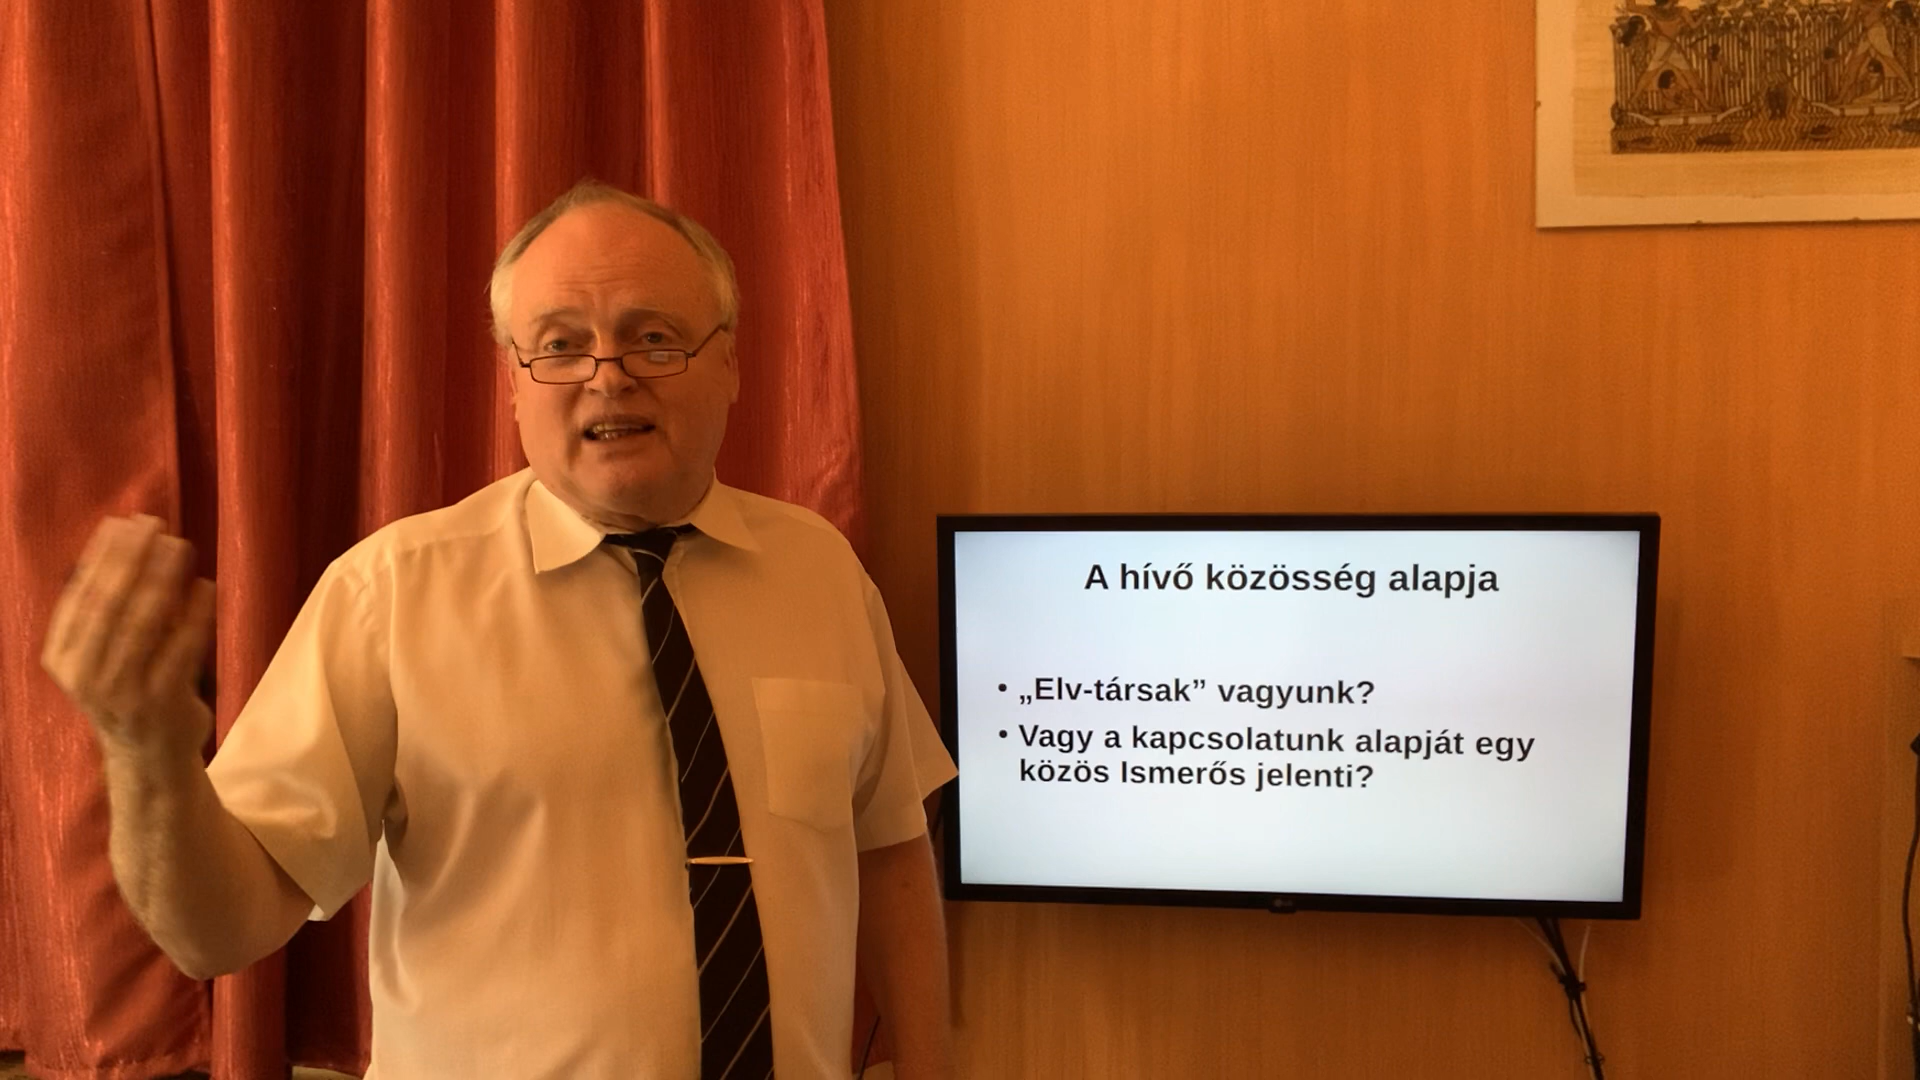 A hívő közösség alapja
• „Elv-társak” vagyunk?
• Vagy a kapcsolatunk alapját egy
közös Ismerős jelenti?